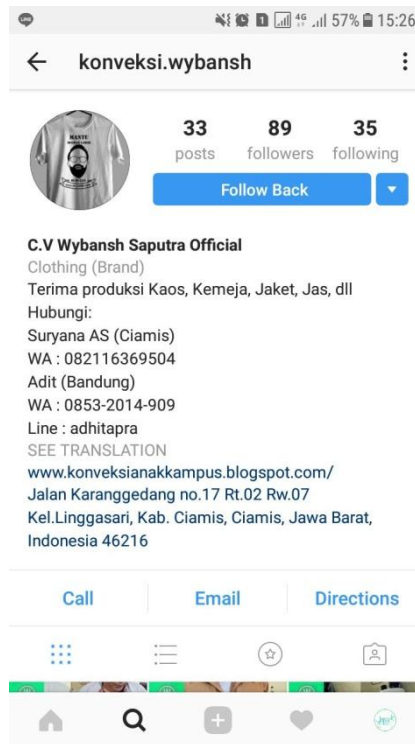 4G 57% 15:26
konveksi.wybansh
33 89 35
posts followers following
Follow Back
C.V Wybansh Saputra Official
Clothing (Brand)
Terima produksi Kaos, Kemeja, Jaket, Jas, dll
Hubungi:
Suryana AS (Ciamis)
WA : 082116369504
Adit (Bandung)
WA : 0853-2014-909
Line : adhitapra
SEE TRANSLATION
www.konveksianakkampus.blogspot.com/
Jalan Karanggedang no.17 Rt.02 Rw.07
Kel.Linggasari, Kab. Ciamis, Ciamis, Jawa Barat,
Indonesia 46216
Call Email Directions